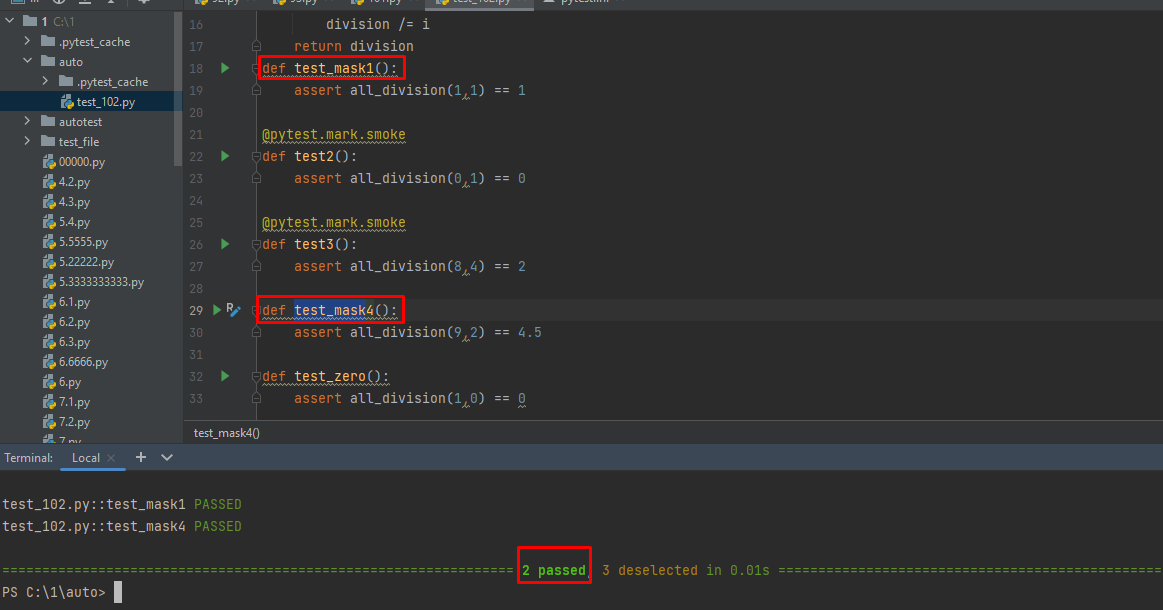 1 C:\1
.pytest_cache
auto
.pytest_cache
test_102.py
autotest
test_file
00000.py
4.2.py
4.3.py
5.4.py
5.5555.py
5.22222.py
5.3333333333.py
6.1.py
6.2.py
6.3.py
6.6666.py
6.py
7.1.py
7.2.py
16 division /= i
17 return division
18 def test_mask1():
19 assert all_division(1,1) == 1
20
21 @pytest.mark.smoke
22 def test2():
23 assert all_division(0,1) == 0
24
25 @pytest.mark.smoke
26 def test3():
27 assert all_division(8,4) == 2
28
29 def test_mask4():
30 assert all_division(9,2) == 4.5
31
32 def test_zero():
33 assert all_division(1,0) == 0
test_mask4()
Terminal: Local × +
test_102.py::test_mask1 PASSED
test_102.py::test_mask4 PASSED
2 passed, 3 deselected in 0.01s
PS C:\1\auto>